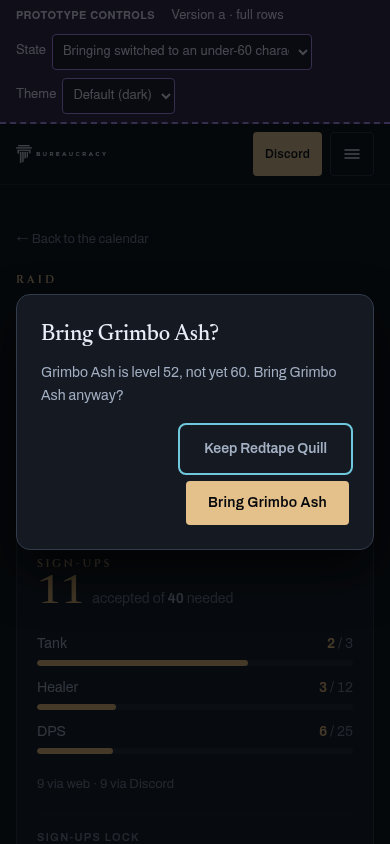 PROTOTYPE CONTROLS Version a · full rows
State Bringing switched to an under-60 chara
Theme Default (dark)
BUREAUCRACY Discord
← Back to the calendar
RAID
Bring Grimbo Ash?
Grimbo Ash is level 52, not yet 60. Bring Grimbo
Ash anyway?
Keep Redtape Quill
Bring Grimbo Ash
SIGN-UPS
11 accepted of 40 needed
Tank 2 / 3
Healer 3 / 12
DPS 6 / 25
9 via web · 9 via Discord
SIGN-UPS LOCK